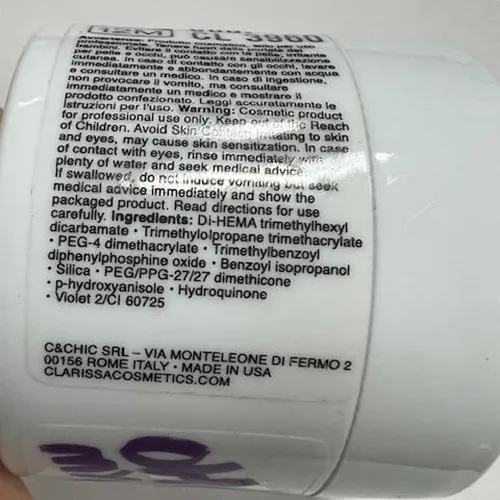 12M
CL 3960
Avvertenze: Prodotto cosmetico, solo per uso
professionale. Tenere fuori dalla portata dei
bambini. Evitare il contatto con la pelle, irritante
per pelle e occhi, può causare sensibilizzazione
cutanea. In caso di contatto con gli occhi, lavare
immediatamente e abbondantemente con acqua
e consultare un medico. In caso di ingestione,
non provocare il vomito, ma consultare
immediatamente un medico e mostrare il
prodotto confezionato. Leggi accuratamente le
istruzioni per l'uso. Warning: Cosmetic product
for professional use only. Keep out of the Reach
of Children. Avoid Skin Contact, irritating to skin
and eyes, may cause skin sensitization. In case
of contact with eyes, rinse immediately with
plenty of water and seek medical advice.
If swallowed, do not induce vomiting but seek
medical advice immediately and show the
packaged product. Read directions for use
carefully. Ingredients: Di-HEMA trimethylhexyl
dicarbamate • Trimethylolpropane trimethacrylate
• PEG-4 dimethacrylate • Trimethylbenzoyl
diphenylphosphine oxide • Benzoyl isopropanol
• Silica • PEG/PPG-27/27 dimethicone
• p-hydroxyanisole • Hydroquinone
• Violet 2/CI 60725
C&CHIC SRL – VIA MONTELEONE DI FERMO 2
00156 ROME ITALY • MADE IN USA
CLARISSACOSMETICS.COM